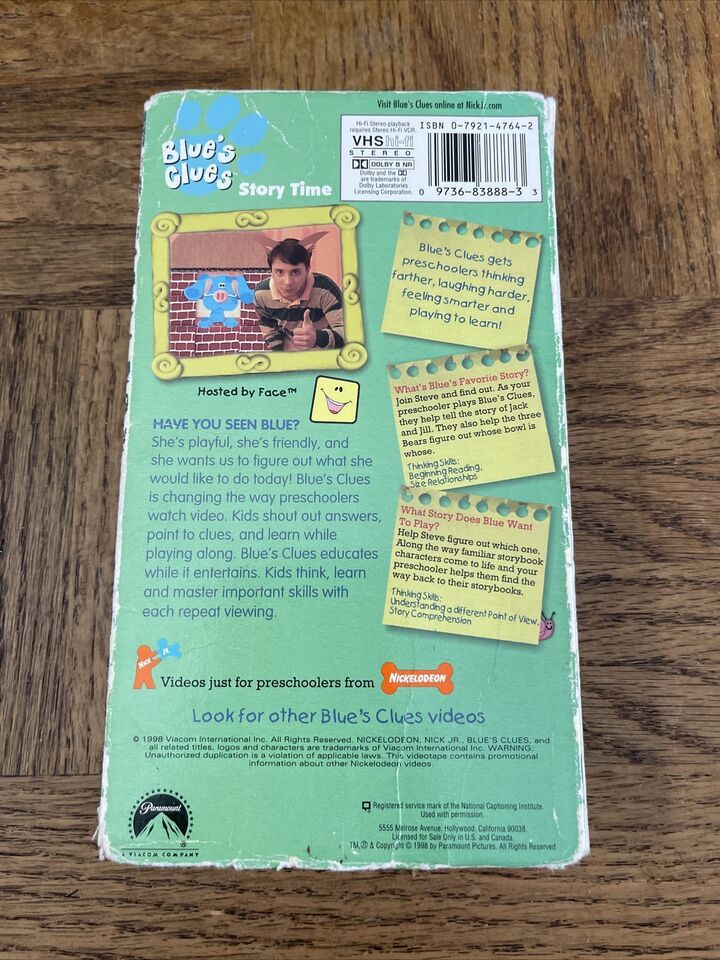 Visit Blue's Clues online at NickJr.com
Blue's
Clues
Story Time
Hi-Fi Stereo playback
requires Stereo Hi-Fi VCR.
VHS hi-fi
STEREO
DOLBY B NR
Dolby and the
are trademarks of
Dolby Laboratories
Licensing Corporation.
ISBN 0-7921-4764-2
0 9736-83888-3 3
Hosted by Face™
HAVE YOU SEEN BLUE?
She's playful, she's friendly, and
she wants us to figure out what she
would like to do today! Blue's Clues
is changing the way preschoolers
watch video. Kids shout out answers,
point to clues, and learn while
playing along. Blue's Clues educates
while it entertains. Kids think, learn
and master important skills with
each repeat viewing.
Blue's Clues gets
preschoolers thinking
farther, laughing harder,
feeling smarter and
playing to learn!
What's Blue's Favorite Story?
Join Steve and find out. As your
preschooler plays Blue's Clues,
they help tell the story of Jack
and Jill. They also help the three
Bears figure out whose bowl is
whose.
Thinking Skills:
Beginning Reading,
Size Relationships
What Story Does Blue Want
To Play?
Help Steve figure out which one.
Along the way familiar storybook
characters come to life and your
preschooler helps them find the
way back to their storybooks.
Thinking Skills:
Understanding a different Point of View,
Story Comprehension
NICK JR.
Videos just for preschoolers from
NICKELODEON
Look for other Blue's Clues videos
© 1998 Viacom International Inc. All Rights Reserved. NICKELODEON, NICK JR., BLUE'S CLUES, and
all related titles, logos and characters are trademarks of Viacom International Inc. WARNING:
Unauthorized duplication is a violation of applicable laws. This videotape contains promotional
information about other Nickelodeon videos.
Paramount
A VIACOM COMPANY
Registered service mark of the National Captioning Institute.
Used with permission.
5555 Melrose Avenue, Hollywood, California 90038.
Licensed for Sale Only in U.S. and Canada.
TM,® & Copyright © 1998 by Paramount Pictures. All Rights Reserved.